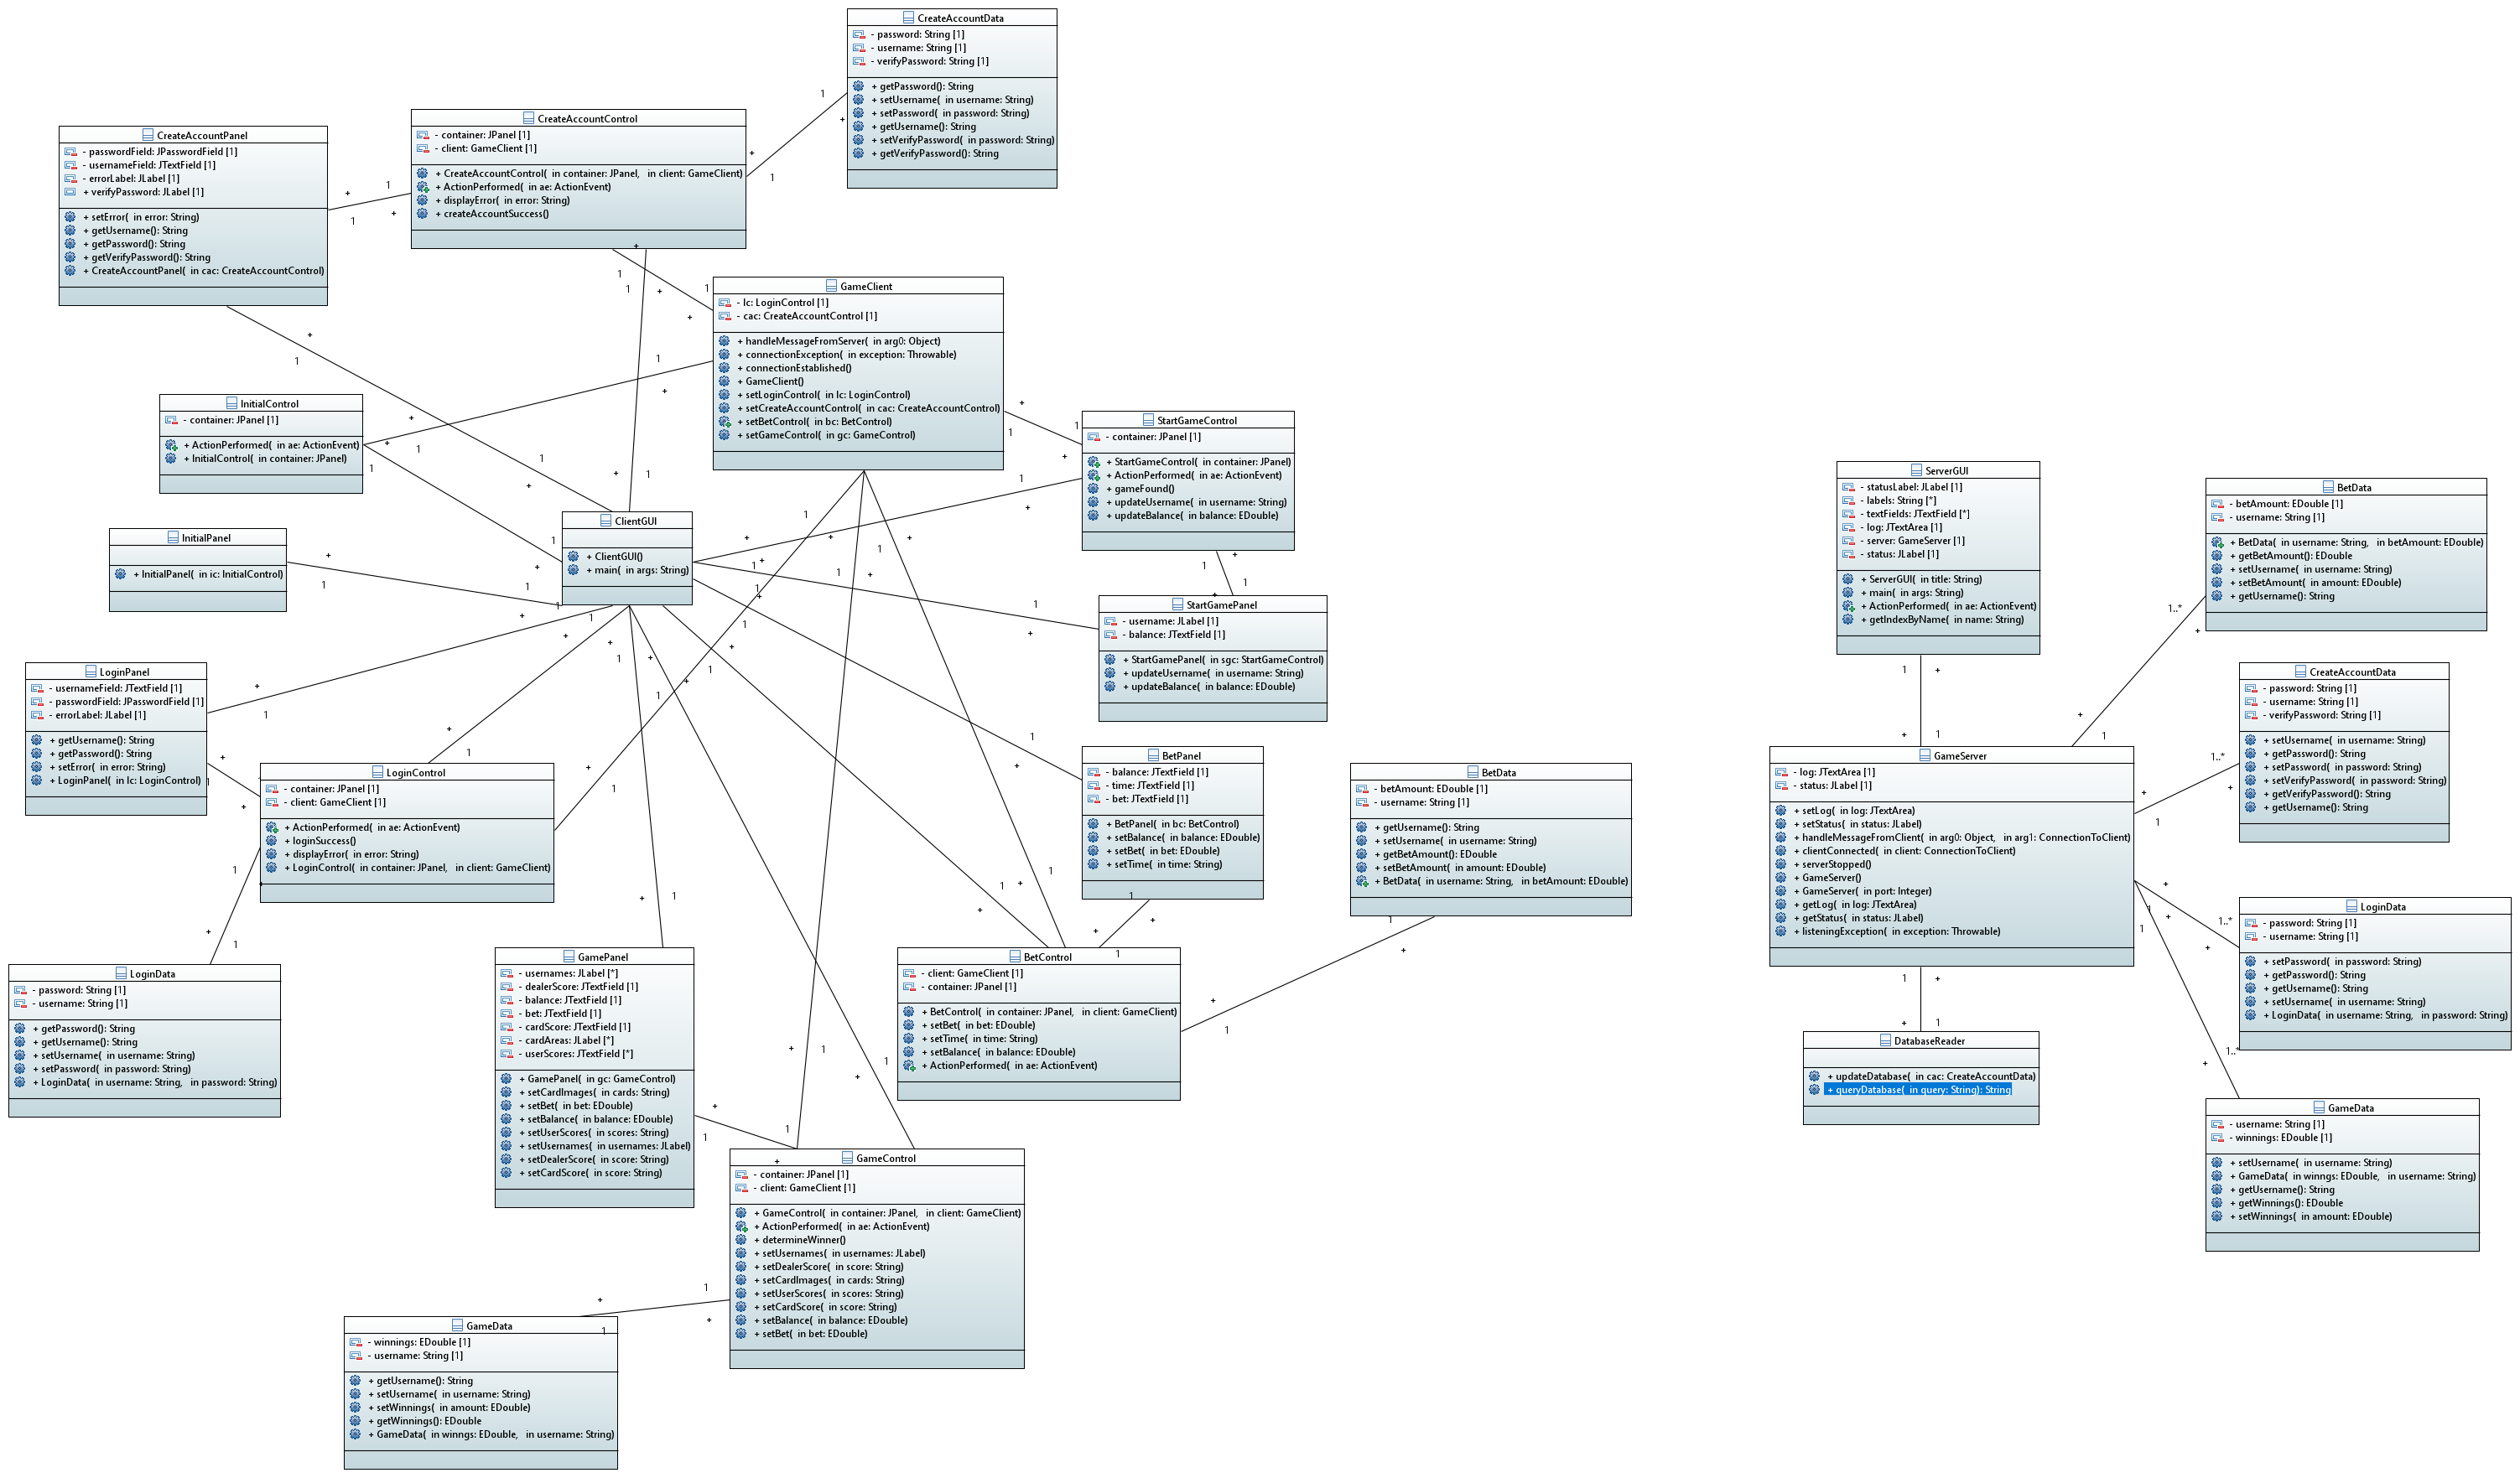 CreateAccountData
- password: String [1]
- username: String [1]
- verifyPassword: String [1]
+ getPassword(): String
+ setUsername( in username: String)
+ setPassword( in password: String)
+ getUsername(): String
+ setVerifyPassword( in password: String)
+ getVerifyPassword(): String
CreateAccountControl
- container: JPanel [1]
- client: GameClient [1]
+ CreateAccountControl( in container: JPanel, in client: GameClient)
+ ActionPerformed( in ae: ActionEvent)
+ displayError( in error: String)
+ createAccountSuccess()
CreateAccountPanel
- passwordField: JPasswordField [1]
- usernameField: JTextField [1]
- errorLabel: JLabel [1]
+ verifyPassword: JLabel [1]
+ setError( in error: String)
+ getUsername(): String
+ getPassword(): String
+ getVerifyPassword(): String
+ CreateAccountPanel( in cac: CreateAccountControl)
GameClient
- lc: LoginControl [1]
- cac: CreateAccountControl [1]
+ handleMessageFromServer( in arg0: Object)
+ connectionException( in exception: Throwable)
+ connectionEstablished()
+ GameClient()
+ setLoginControl( in lc: LoginControl)
+ setCreateAccountControl( in cac: CreateAccountControl)
+ setBetControl( in bc: BetControl)
+ setGameControl( in gc: GameControl)
InitialControl
- container: JPanel [1]
+ ActionPerformed( in ae: ActionEvent)
+ InitialControl( in container: JPanel)
StartGameControl
- container: JPanel [1]
+ StartGameControl( in container: JPanel)
+ ActionPerformed( in ae: ActionEvent)
+ gameFound()
+ updateUsername( in username: String)
+ updateBalance( in balance: EDouble)
InitialPanel
+ InitialPanel( in ic: InitialControl)
ClientGUI
+ ClientGUI()
+ main( in args: String)
StartGamePanel
- username: JLabel [1]
- balance: JTextField [1]
+ StartGamePanel( in sgc: StartGameControl)
+ updateUsername( in username: String)
+ updateBalance( in balance: EDouble)
LoginPanel
- usernameField: JTextField [1]
- passwordField: JPasswordField [1]
- errorLabel: JLabel [1]
+ getUsername(): String
+ getPassword(): String
+ setError( in error: String)
+ LoginPanel( in lc: LoginControl)
LoginControl
- container: JPanel [1]
- client: GameClient [1]
+ ActionPerformed( in ae: ActionEvent)
+ loginSuccess()
+ displayError( in error: String)
+ LoginControl( in container: JPanel, in client: GameClient)
BetPanel
- balance: JTextField [1]
- time: JTextField [1]
- bet: JTextField [1]
+ BetPanel( in bc: BetControl)
+ setBalance( in balance: EDouble)
+ setBet( in bet: EDouble)
+ setTime( in time: String)
BetData
- betAmount: EDouble [1]
- username: String [1]
+ getUsername(): String
+ setUsername( in username: String)
+ getBetAmount(): EDouble
+ setBetAmount( in amount: EDouble)
+ BetData( in username: String, in betAmount: EDouble)
LoginData
- password: String [1]
- username: String [1]
+ getPassword(): String
+ getUsername(): String
+ setUsername( in username: String)
+ setPassword( in password: String)
+ LoginData( in username: String, in password: String)
GamePanel
- usernames: JLabel [*]
- dealerScore: JTextField [1]
- balance: JTextField [1]
- bet: JTextField [1]
- cardScore: JTextField [1]
- cardAreas: JLabel [*]
- userScores: JTextField [*]
+ GamePanel( in gc: GameControl)
+ setCardImages( in cards: String)
+ setBet( in bet: EDouble)
+ setBalance( in balance: EDouble)
+ setUserScores( in scores: String)
+ setUsernames( in usernames: JLabel)
+ setDealerScore( in score: String)
+ setCardScore( in score: String)
BetControl
- client: GameClient [1]
- container: JPanel [1]
+ BetControl( in container: JPanel, in client: GameClient)
+ setBet( in bet: EDouble)
+ setTime( in time: String)
+ setBalance( in balance: EDouble)
+ ActionPerformed( in ae: ActionEvent)
GameControl
- container: JPanel [1]
- client: GameClient [1]
+ GameControl( in container: JPanel, in client: GameClient)
+ ActionPerformed( in ae: ActionEvent)
+ determineWinner()
+ setUsernames( in usernames: JLabel)
+ setDealerScore( in score: String)
+ setCardImages( in cards: String)
+ setUserScores( in scores: String)
+ setCardScore( in score: String)
+ setBalance( in balance: EDouble)
+ setBet( in bet: EDouble)
GameData
- winnings: EDouble [1]
- username: String [1]
+ getUsername(): String
+ setUsername( in username: String)
+ setWinnings( in amount: EDouble)
+ getWinnings(): EDouble
+ GameData( in winngs: EDouble, in username: String)
ServerGUI
- statusLabel: JLabel [1]
- labels: String [*]
- textFields: JTextField [*]
- log: JTextArea [1]
- server: GameServer [1]
- status: JLabel [1]
+ ServerGUI( in title: String)
+ main( in args: String)
+ ActionPerformed( in ae: ActionEvent)
+ getIndexByName( in name: String)
BetData
- betAmount: EDouble [1]
- username: String [1]
+ BetData( in username: String, in betAmount: EDouble)
+ getBetAmount(): EDouble
+ setUsername( in username: String)
+ setBetAmount( in amount: EDouble)
+ getUsername(): String
1..*
CreateAccountData
- password: String [1]
- username: String [1]
- verifyPassword: String [1]
+ setUsername( in username: String)
+ getPassword(): String
+ setPassword( in password: String)
+ setVerifyPassword( in password: String)
+ getVerifyPassword(): String
+ getUsername(): String
1..*
GameServer
- log: JTextArea [1]
- status: JLabel [1]
+ setLog( in log: JTextArea)
+ setStatus( in status: JLabel)
+ handleMessageFromClient( in arg0: Object, in arg1: ConnectionToClient)
+ clientConnected( in client: ConnectionToClient)
+ serverStopped()
+ GameServer()
+ GameServer( in port: Integer)
+ getLog( in log: JTextArea)
+ getStatus( in status: JLabel)
+ listeningException( in exception: Throwable)
1..*
LoginData
- password: String [1]
- username: String [1]
+ setPassword( in password: String)
+ getPassword(): String
+ getUsername(): String
+ setUsername( in username: String)
+ LoginData( in username: String, in password: String)
1..*
DatabaseReader
+ updateDatabase( in cac: CreateAccountData)
+ queryDatabase( in query: String): String
GameData
- username: String [1]
- winnings: EDouble [1]
+ setUsername( in username: String)
+ GameData( in winngs: EDouble, in username: String)
+ getUsername(): String
+ getWinnings(): EDouble
+ setWinnings( in amount: EDouble)